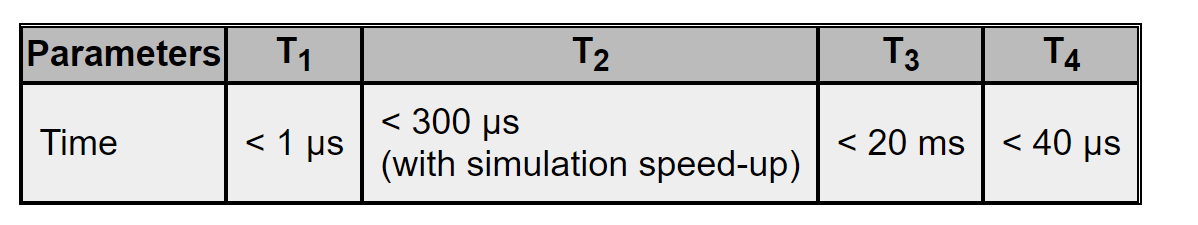 Parameters T₁ T₂ T₃ T₄
Time < 1 μs < 300 μs (with simulation speed-up) < 20 ms < 40 μs